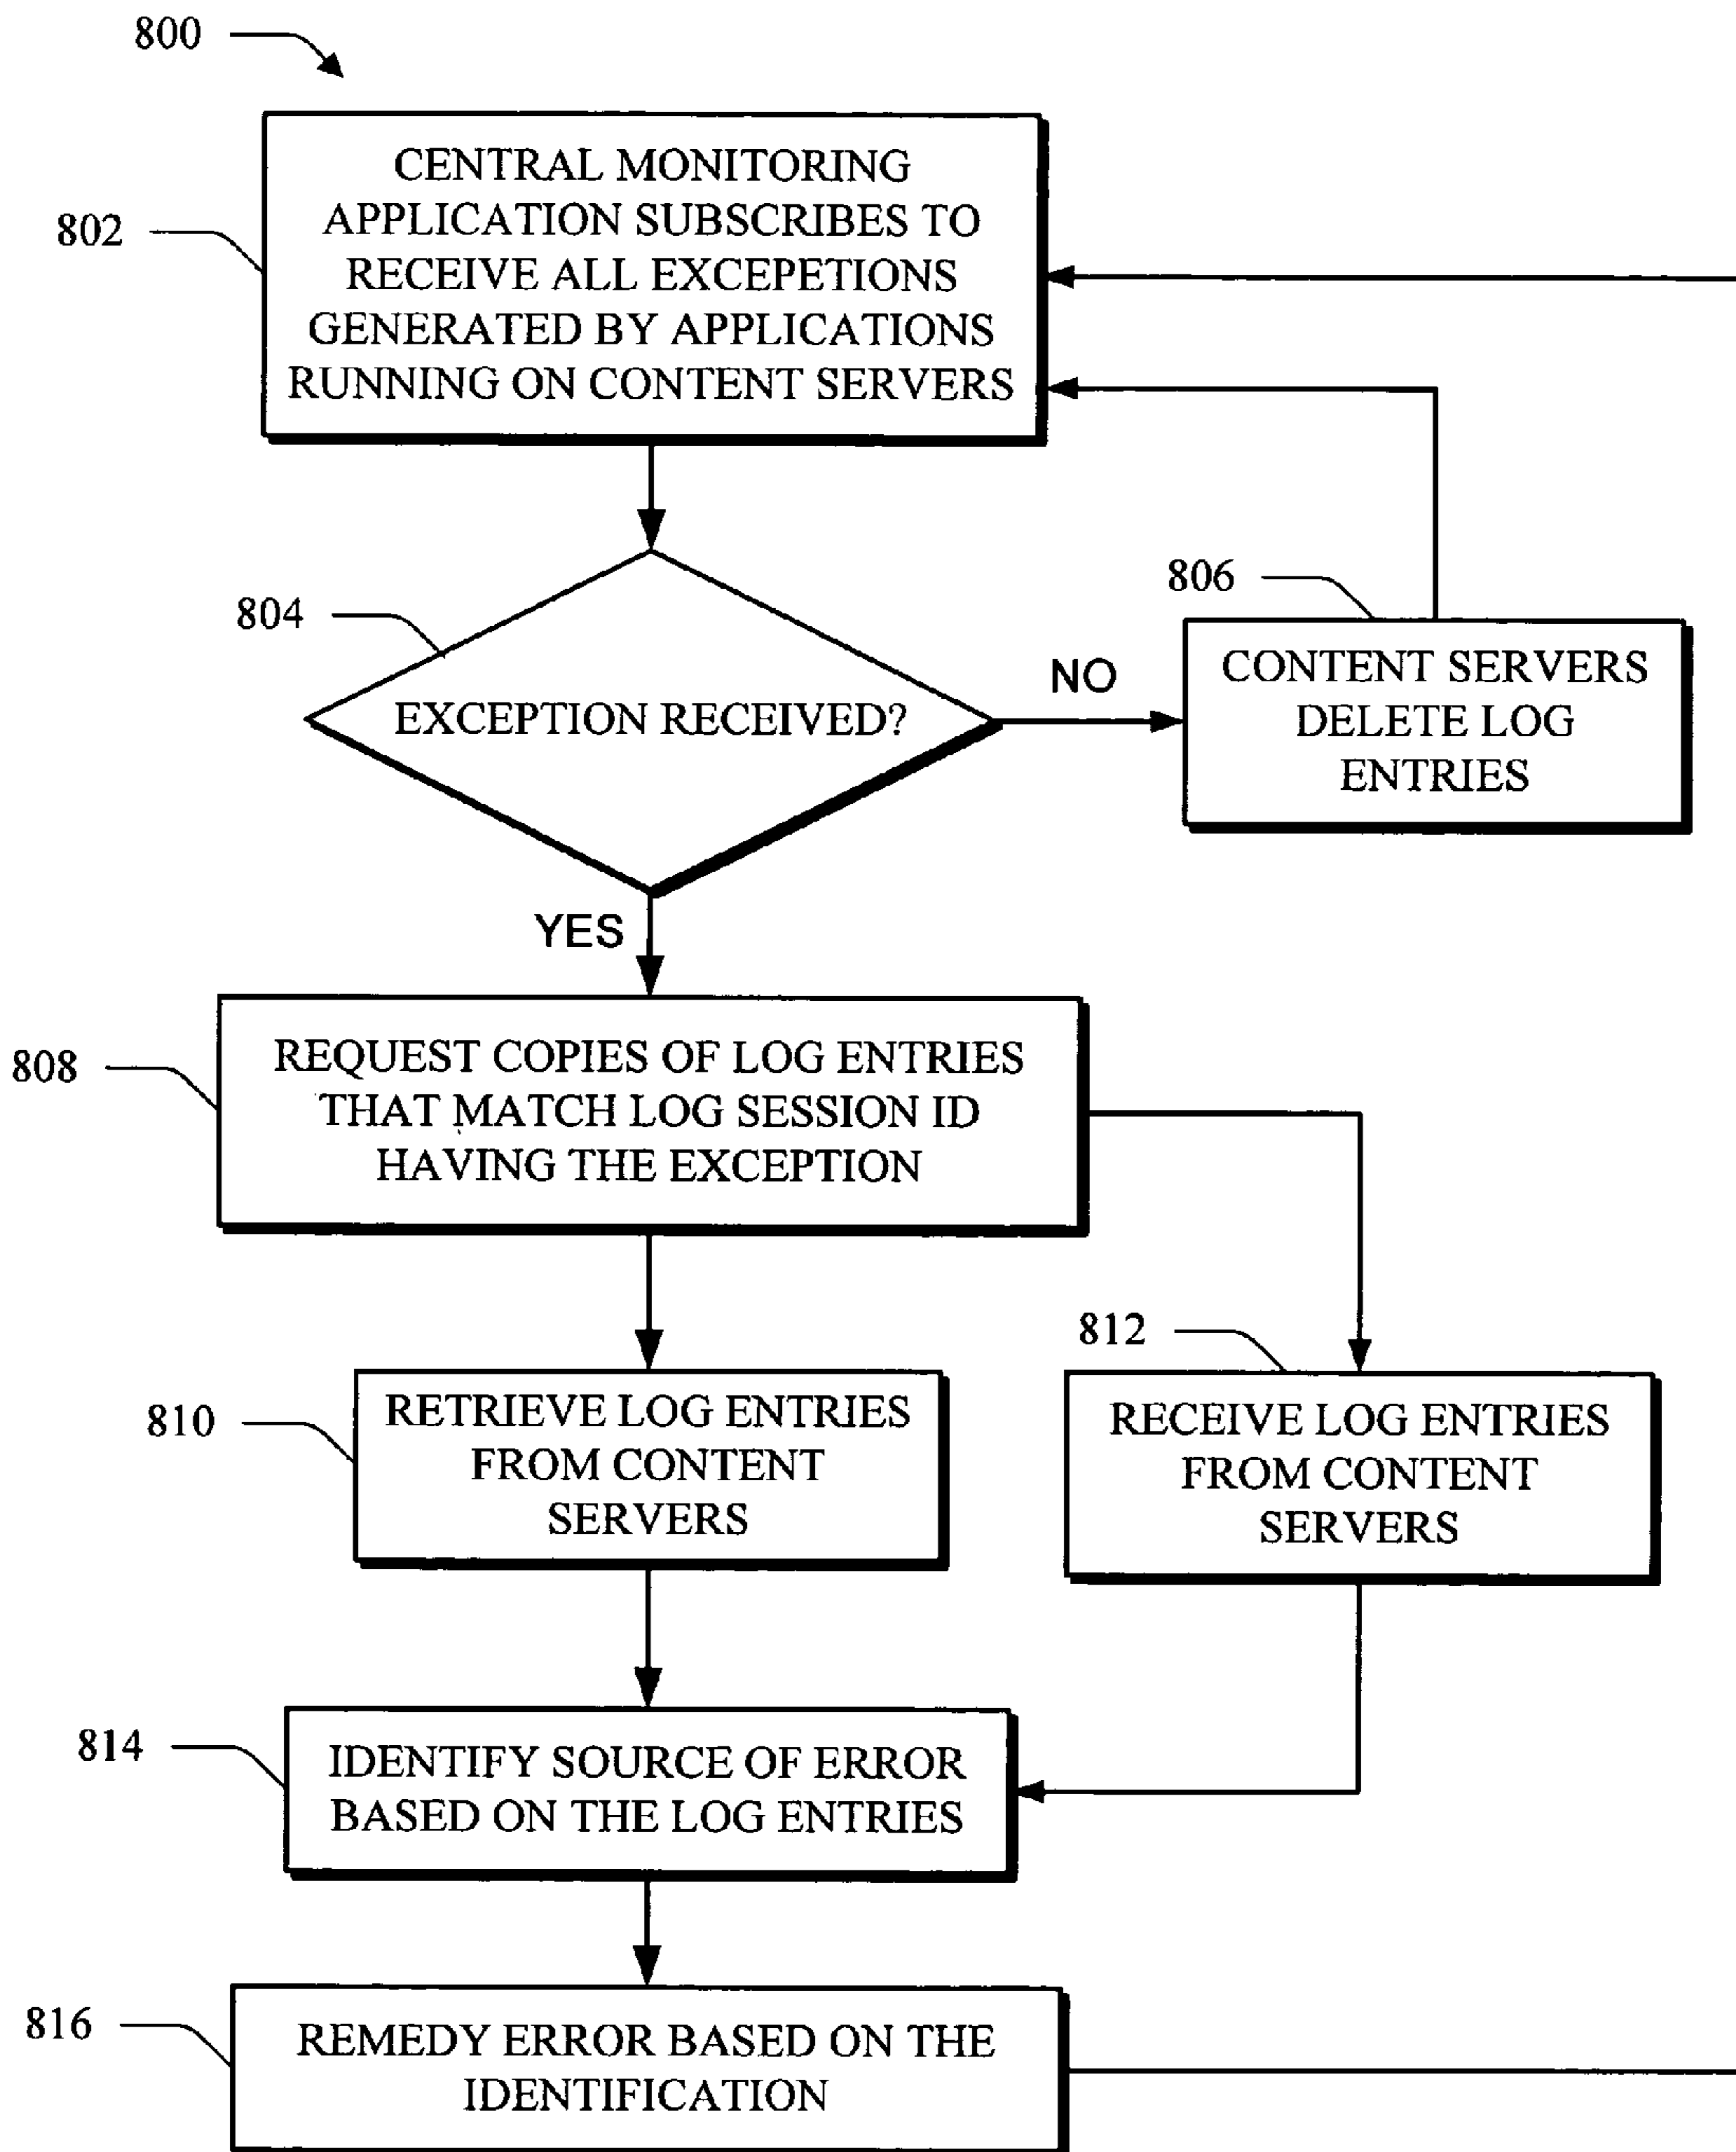 800
802
CENTRAL MONITORING
APPLICATION SUBSCRIBES TO
RECEIVE ALL EXCEPETIONS
GENERATED BY APPLICATIONS
RUNNING ON CONTENT SERVERS
804
EXCEPTION RECEIVED?
NO
806
CONTENT SERVERS
DELETE LOG
ENTRIES
YES
808
REQUEST COPIES OF LOG ENTRIES
THAT MATCH LOG SESSION ID
HAVING THE EXCEPTION
810
RETRIEVE LOG ENTRIES
FROM CONTENT
SERVERS
812
RECEIVE LOG ENTRIES
FROM CONTENT
SERVERS
814
IDENTIFY SOURCE OF ERROR
BASED ON THE LOG ENTRIES
816
REMEDY ERROR BASED ON THE
IDENTIFICATION